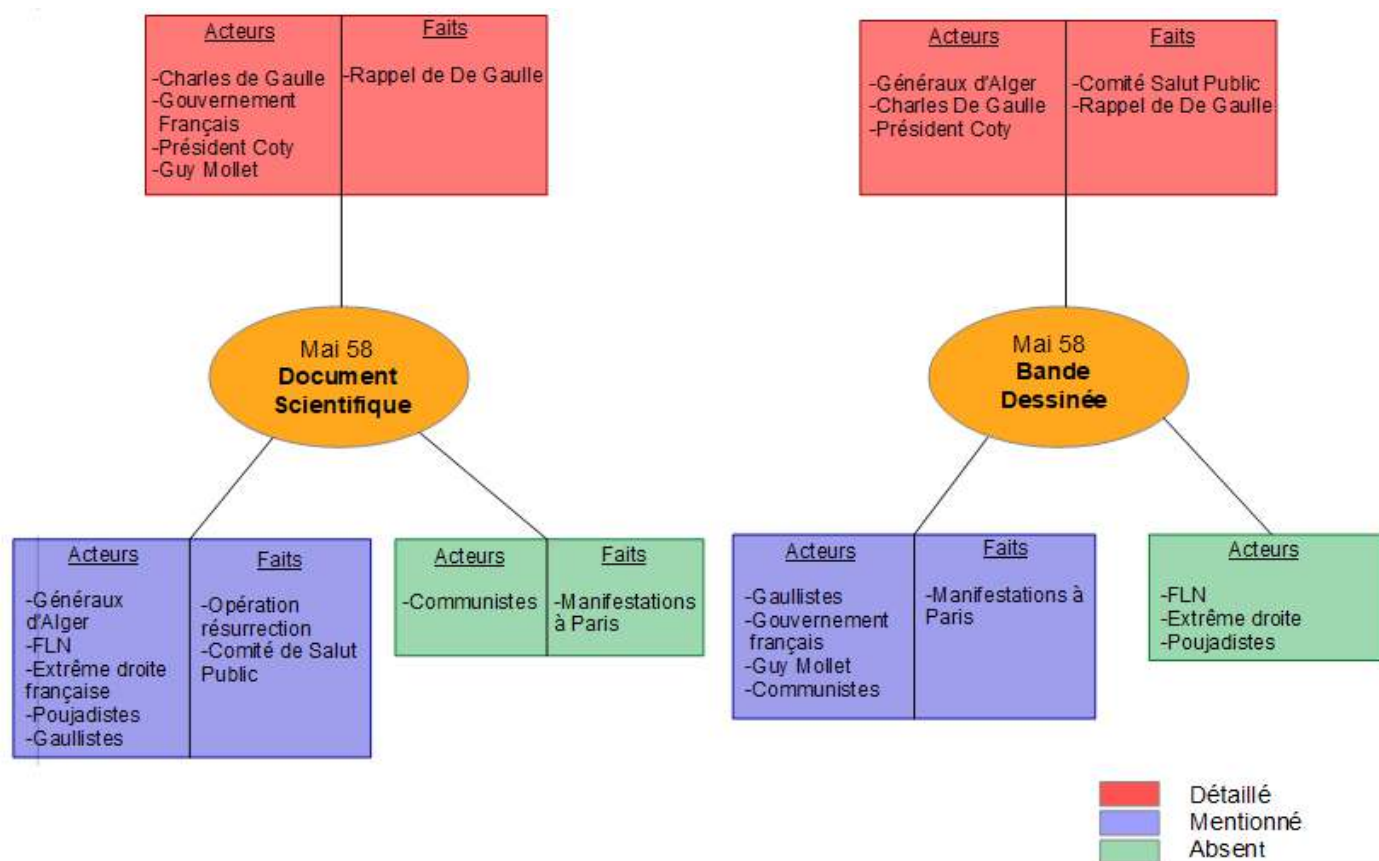 Acteurs
-Charles de Gaulle
-Gouvernement
Français
-Président Coty
-Guy Mollet
Faits
-Rappel de De Gaulle
Mai 58
Document
Scientifique
Acteurs
-Généraux
d'Alger
-FLN
-Extrême droite
française
-Poujadistes
-Gaullistes
Faits
-Opération
résurrection
-Comité de Salut
Public
Acteurs
-Communistes
Faits
-Manifestations
à Paris
Acteurs
-Généraux d'Alger
-Charles De Gaulle
-Président Coty
Faits
-Comité Salut Public
-Rappel de De Gaulle
Mai 58
Bande
Dessinée
Acteurs
-Gaullistes
-Gouvernement
français
-Guy Mollet
-Communistes
Faits
-Manifestations à
Paris
Acteurs
-FLN
-Extrême droite
-Poujadistes
Détaillé
Mentionné
Absent